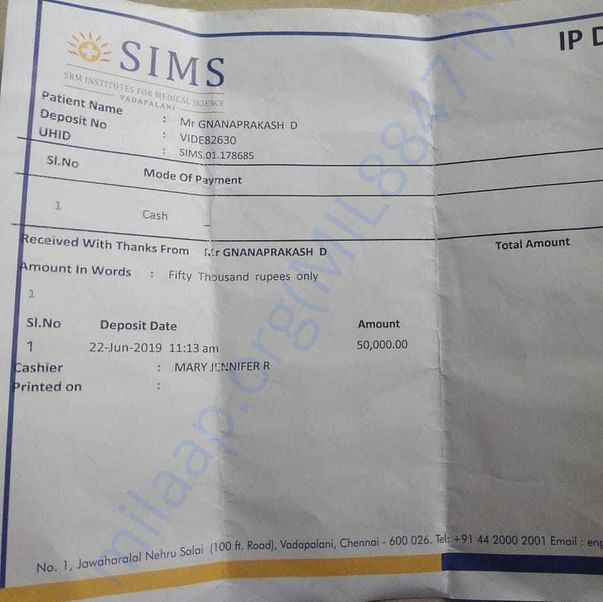 IP D
SIMS
SRM INSTITUTES FOR MEDICAL SCIENCE
VADAPALANI
Patient Name : Mr GNANAPRAKASH D
Deposit No : VIDE82630
UHID : SIMS.01.178685
Sl.No Mode Of Payment
1 Cash
Received With Thanks From Mr GNANAPRAKASH D Total Amount
Amount In Words : Fifty Thousand rupees only
1
Sl.No Deposit Date Amount
1 22-Jun-2019 11:13 am 50,000.00
Cashier : MARY JENNIFER R
Printed on :
No. 1, Jawaharalal Nehru Salai (100 ft. Road), Vadapalani, Chennai - 600 026. Tel: +91 44 2000 2001 Email : enq
milaap.org(MIL88471)